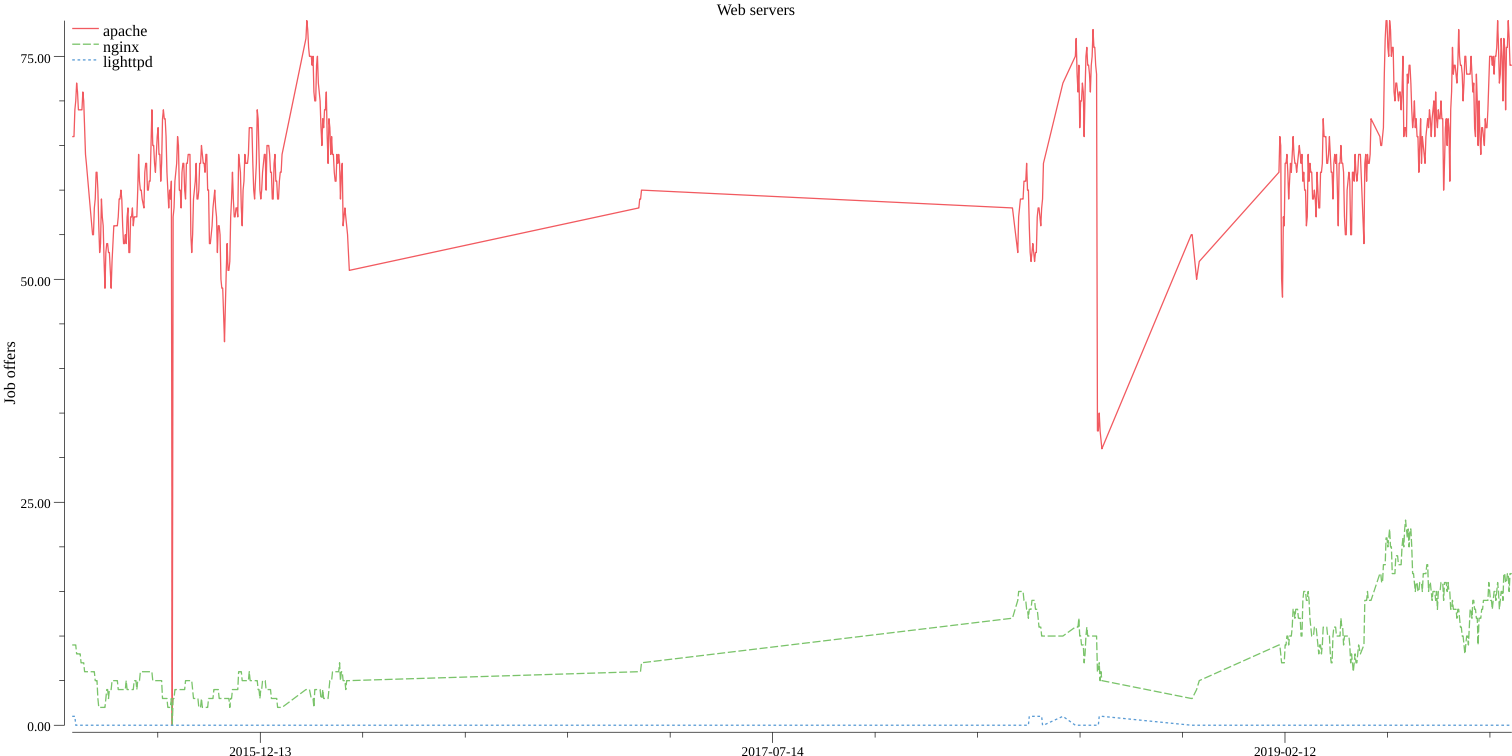 Web servers
apache
nginx
lighttpd
75.00
50.00
25.00
0.00
Job offers
2015-12-13
2017-07-14
2019-02-12